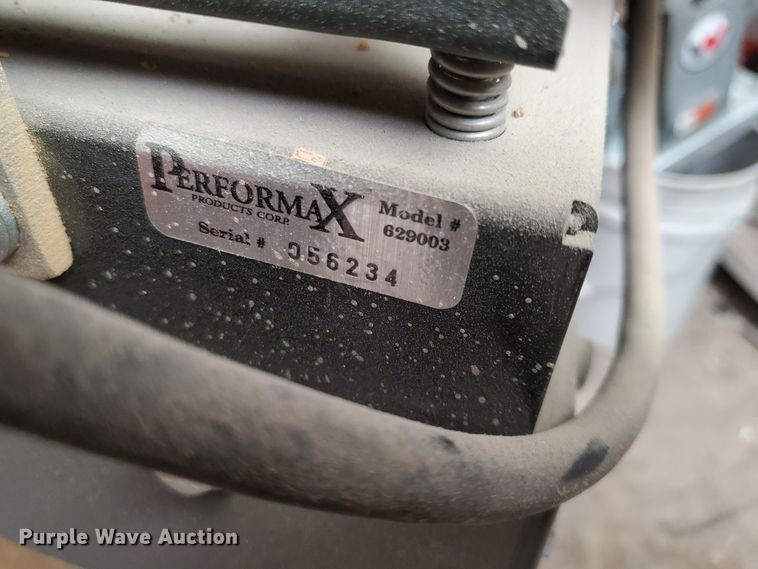 PERFORMAX
PRODUCTS CORP.
Model #
629003
Serial # 056234
Purple Wave Auction